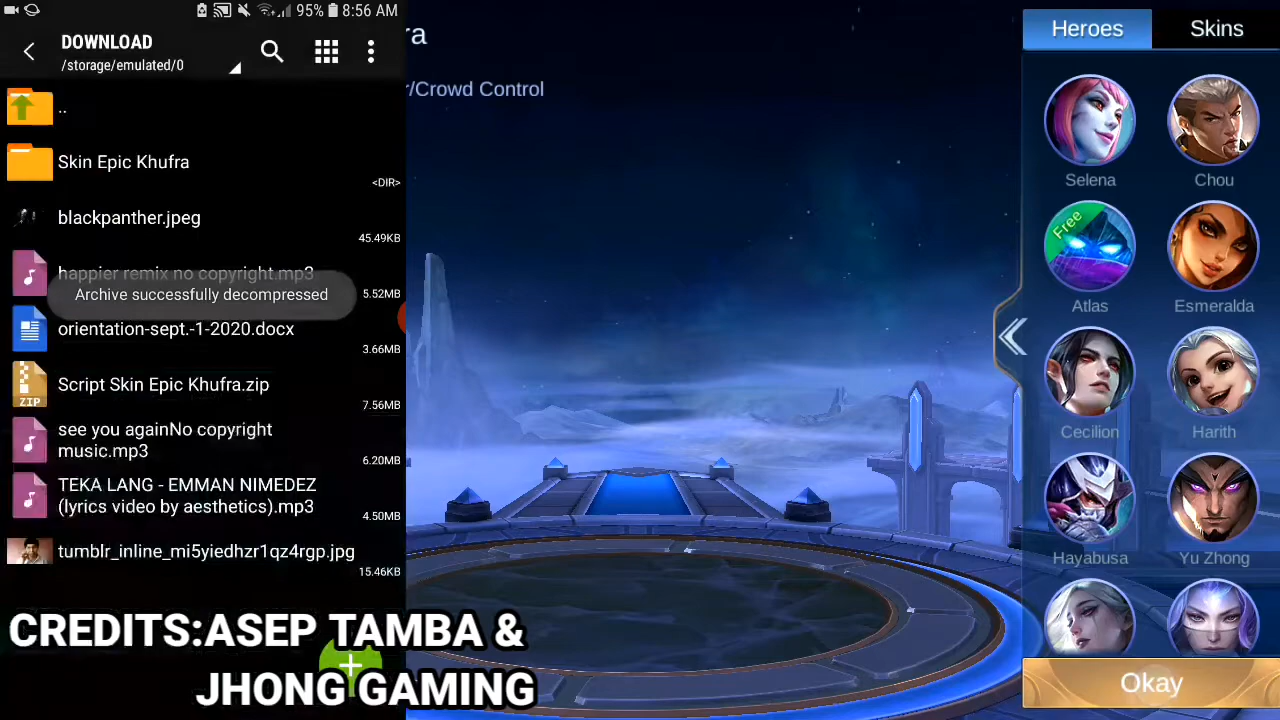 95% 8:56 AM
DOWNLOAD
/storage/emulated/0
..
Skin Epic Khufra
<DIR>
blackpanther.jpeg
45.49KB
happier remix no copyright.mp3
Archive successfully decompressed
5.52MB
orientation-sept.-1-2020.docx
3.66MB
Script Skin Epic Khufra.zip
ZIP
7.56MB
see you againNo copyright
music.mp3
6.20MB
TEKA LANG - EMMAN NIMEDEZ
(lyrics video by aesthetics).mp3
4.50MB
tumblr_inline_mi5yiedhzr1qz4rgp.jpg
15.46KB
CREDITS:ASEP TAMBA &
JHONG GAMING
ra
r/Crowd Control
Heroes Skins
Selena Chou
Free
Atlas Esmeralda
Cecilion Harith
Hayabusa Yu Zhong
Okay